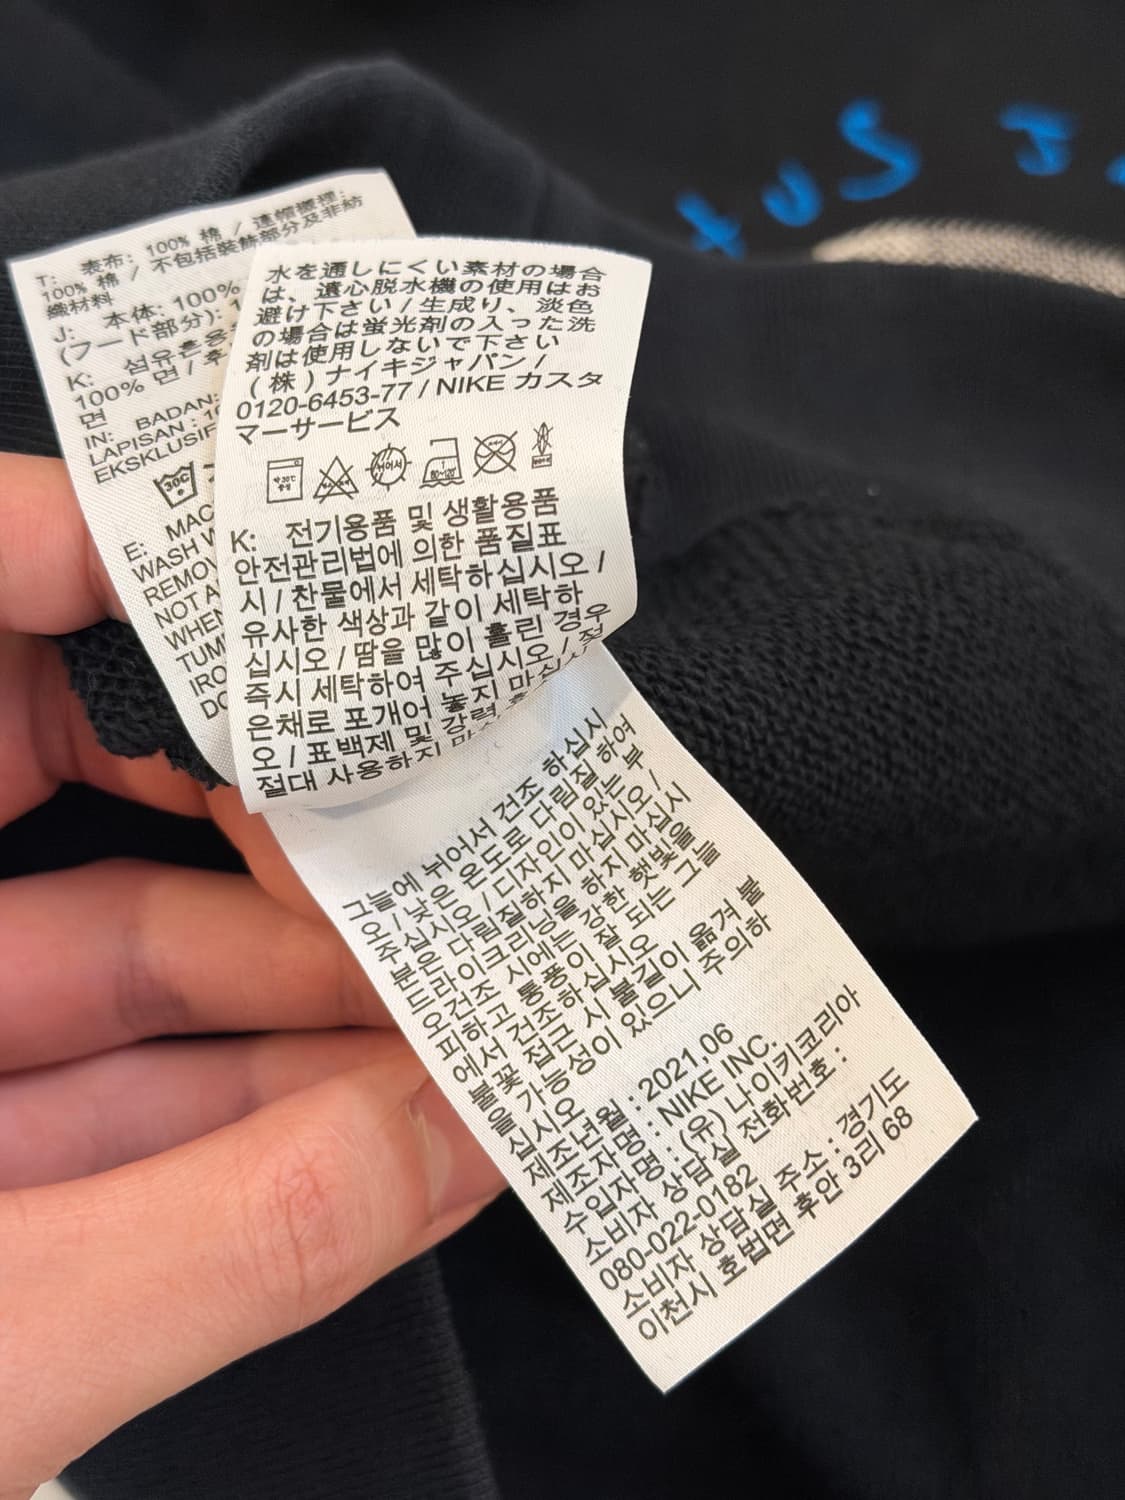 T: 表布: 100% 棉 / 連帽襯裡:
100% 棉 / 不包括裝飾部分及非紡
織材料
J: 本体: 100%
(フード部分):
K: 섬유혼용
100% 면 /
면
IN: BADAN:
LAPISAN :
EKSKLUSIF
30C
E: MAC
WASH W
REMOV
NOT A
WHEN
TUM
IRO
DO
水を通しにくい素材の場合
は、遠心脱水機の使用はお
避け下さい / 生成り、淡色
の場合は蛍光剤の入った洗
剤は使用しないで下さい
(株) ナイキジャパン /
0120-6453-77 / NIKE カスタ
マーサービス
약30℃
중성
뉘어서
80~120℃
K: 전기용품 및 생활용품
안전관리법에 의한 품질표
시 / 찬물에서 세탁하십시오 /
유사한 색상과 같이 세탁하
십시오 / 땀을 많이 흘린 경우
즉시 세탁하여 주십시오 / 젖
은채로 포개어 놓지 마십시
오 / 표백제 및 강력
절대 사용하지 마십
그늘에 뉘어서 건조 하십시
오 / 낮은 온도로 다림질 하여
주십시오 / 디자인이 있는 부
분은 다림질하지 마십시오 /
드라이크리닝을 하지 마십시
오건조 시에는 강한 햇빛을
피하고 통풍이 잘 되는 그늘
에서 건조하십시오
불꽃 접근 시 불길이 옮겨 붙
을 가능성이 있으니 주의하
십시오
제조년월 : 2021,06
제조자명 : NIKE INC.
수입자명 : (유) 나이키코리아
소비자 상담실 전화번호 :
080-022-0182
소비자 상담실 주소 : 경기도
이천시 호법면 후안 3리 68